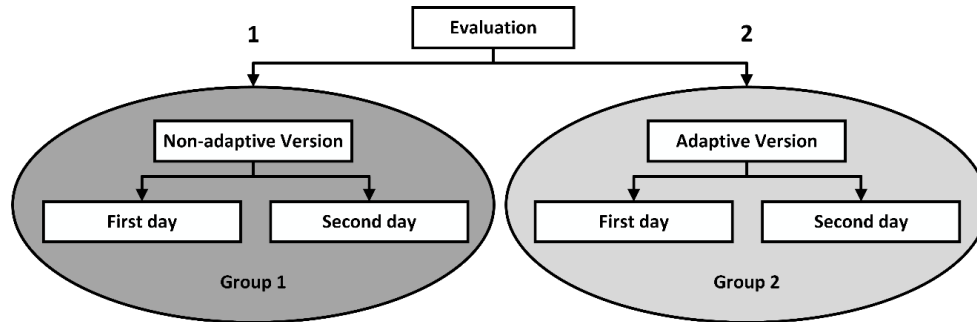 Evaluation
1
2
Non-adaptive Version
Adaptive Version
First day
Second day
First day
Second day
Group 1
Group 2